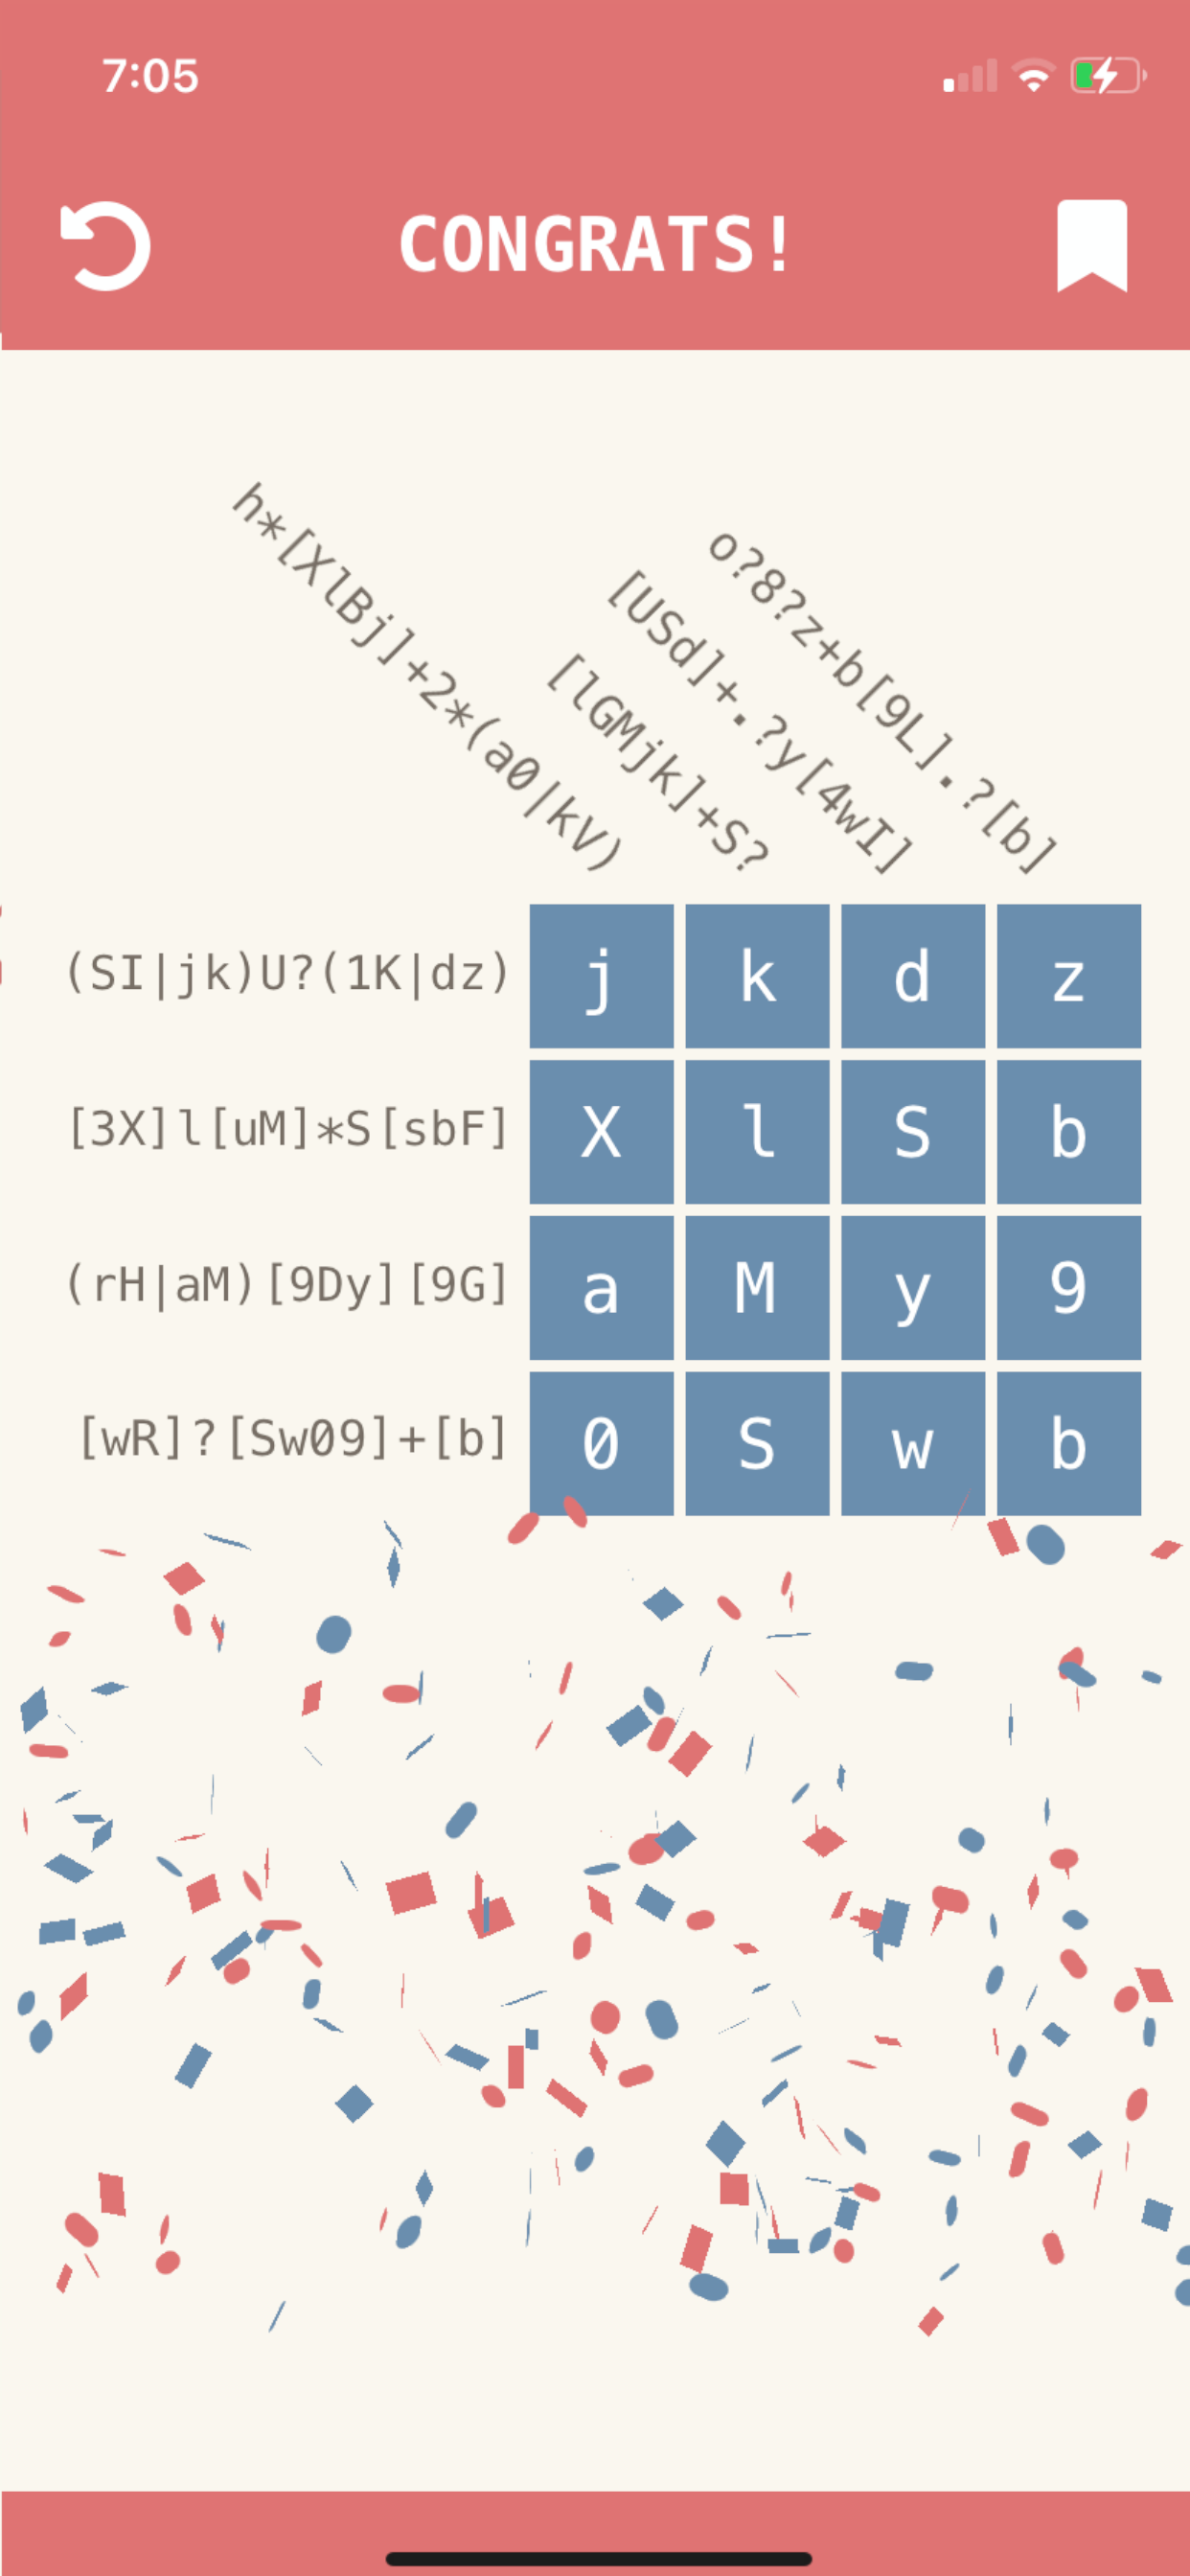 7:05
CONGRATS!
h*[XlBj]+2*(a0|kV)
[lGMjk]+S?
[USd]+.?y[4wI]
o?8?z+b[9L].?[b]
(SI|jk)U?(1K|dz) j k d z
[3X]l[uM]*S[sbF] X l S b
(rH|aM)[9Dy][9G] a M y 9
[wR]?[Sw09]+[b] 0 S w b